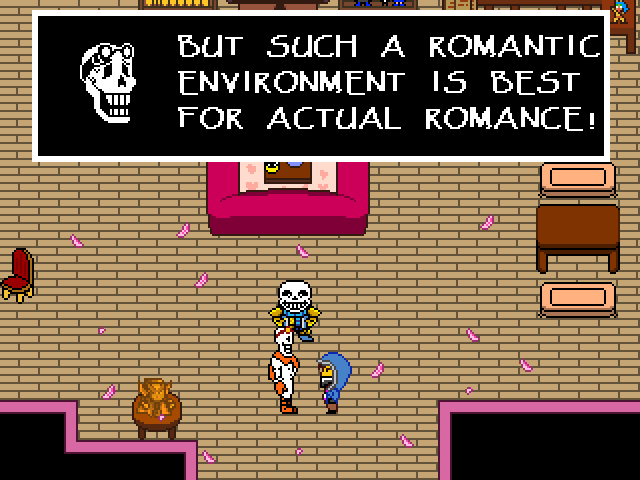 BUT SUCH A ROMANTIC
ENVIRONMENT IS BEST
FOR ACTUAL ROMANCE!